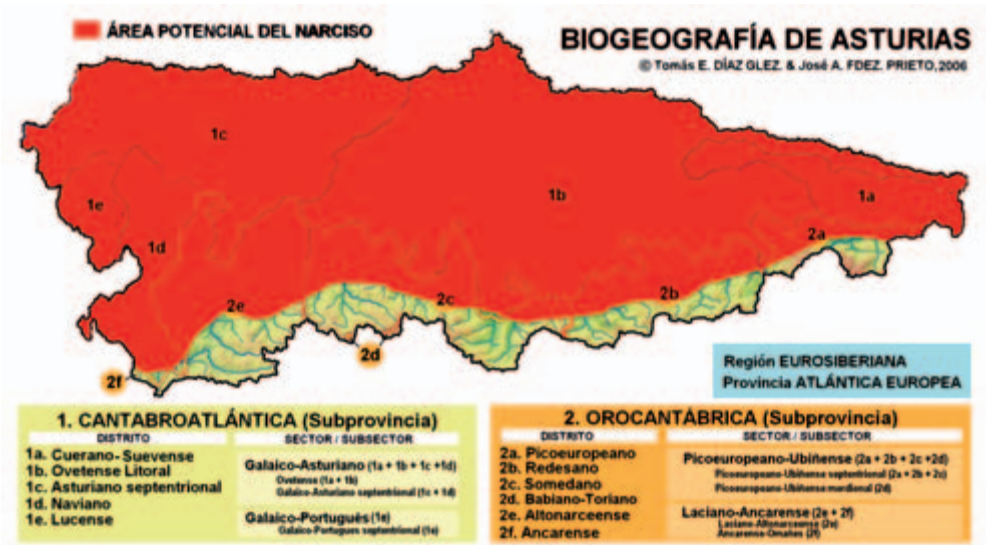 ÁREA POTENCIAL DEL NARCISO
BIOGEOGRAFÍA DE ASTURIAS
© Tomás E. DÍAZ GLEZ. & José A. FDEZ. PRIETO, 2006
1c
1b
1a
1e
1d
2a
2e
2c
2b
2d
2f
Región EUROSIBERIANA
Provincia ATLÁNTICA EUROPEA
1. CANTABROATLÁNTICA (Subprovincia)
DISTRITO
SECTOR / SUBSECTOR
1a. Cuerano-Suevense
1b. Ovetense Litoral
1c. Asturiano septentrional
1d. Naviano
1e. Lucense
Galaico-Asturiano (1a + 1b + 1c +1d)
Ovetense (1a + 1b)
Galaico-Asturiano septentrional (1c + 1d)
Galaico-Portugués (1e)
Galaico-Portugues septentrional (1e)
2. OROCANTÁBRICA (Subprovincia)
DISTRITO
SECTOR / SUBSECTOR
2a. Picoeuropeano
2b. Redesano
2c. Somedano
2d. Babiano-Toriano
2e. Altonarceense
2f. Ancarense
Picoeuropeano-Ubiñense (2a + 2b + 2c +2d)
Picoeuropeano-Ubiñense septentrional (2a + 2b + 2c)
Picoeuropeano-Ubiñense meridional (2d)
Laciano-Ancarense (2e + 2f)
Laciano-Altonarceense (2e)
Ancarense-Omañes (2f)